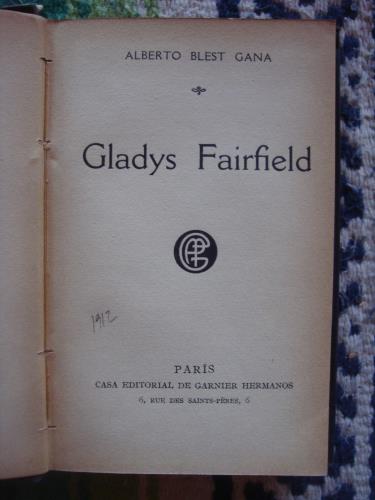 ALBERTO BLEST GANA
Gladys Fairfield
1912
PARÍS
CASA EDITORIAL DE GARNIER HERMANOS
6, RUE DES SAINTS-PÈRES, 6